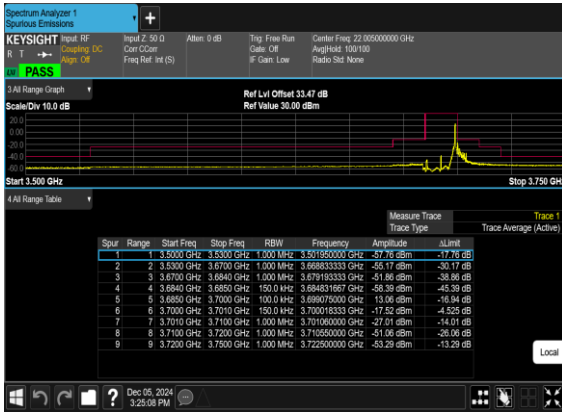 Spectrum Analyzer 1
Spurious Emissions
KEYSIGHT Input: RF Input Z: 50 Ω Atten: 0 dB Trig: Free Run Center Freq: 22.005000000 GHz
R T Coupling: DC Corr CCorr Gate: Off Avg|Hold: 100/100
Align: Off Freq Ref: Int (S) IF Gain: Low Radio Std: None
PASS
3 All Range Graph
Ref Lvl Offset 33.47 dB
Scale/Div 10.0 dB Ref Value 30.00 dBm
20.0
0.00
-20.0
-40.0
-60.0
Start 3.500 GHz Stop 3.750 GHz
4 All Range Table
Measure Trace Trace 1
Trace Type Trace Average (Active)
Spur Range Start Freq Stop Freq RBW Frequency Amplitude ΔLimit
1 1 3.5000 GHz 3.5300 GHz 1.000 MHz 3.501950000 GHz -57.76 dBm -17.76 dB
2 2 3.5300 GHz 3.6700 GHz 1.000 MHz 3.668833333 GHz -55.17 dBm -30.17 dB
3 3 3.6700 GHz 3.6840 GHz 1.000 MHz 3.679193333 GHz -51.86 dBm -38.86 dB
4 4 3.6840 GHz 3.6850 GHz 150.0 kHz 3.684831667 GHz -58.39 dBm -45.39 dB
5 5 3.6850 GHz 3.7000 GHz 100.0 kHz 3.699075000 GHz 13.06 dBm -16.94 dB
6 6 3.7000 GHz 3.7010 GHz 150.0 kHz 3.700018333 GHz -17.52 dBm -4.525 dB
7 7 3.7010 GHz 3.7100 GHz 1.000 MHz 3.701060000 GHz -27.01 dBm -14.01 dB
8 8 3.7100 GHz 3.7200 GHz 1.000 MHz 3.710550000 GHz -51.06 dBm -26.06 dB
9 9 3.7200 GHz 3.7500 GHz 1.000 MHz 3.722500000 GHz -53.29 dBm -13.29 dB
Local
Dec 05, 2024
3:25:08 PM